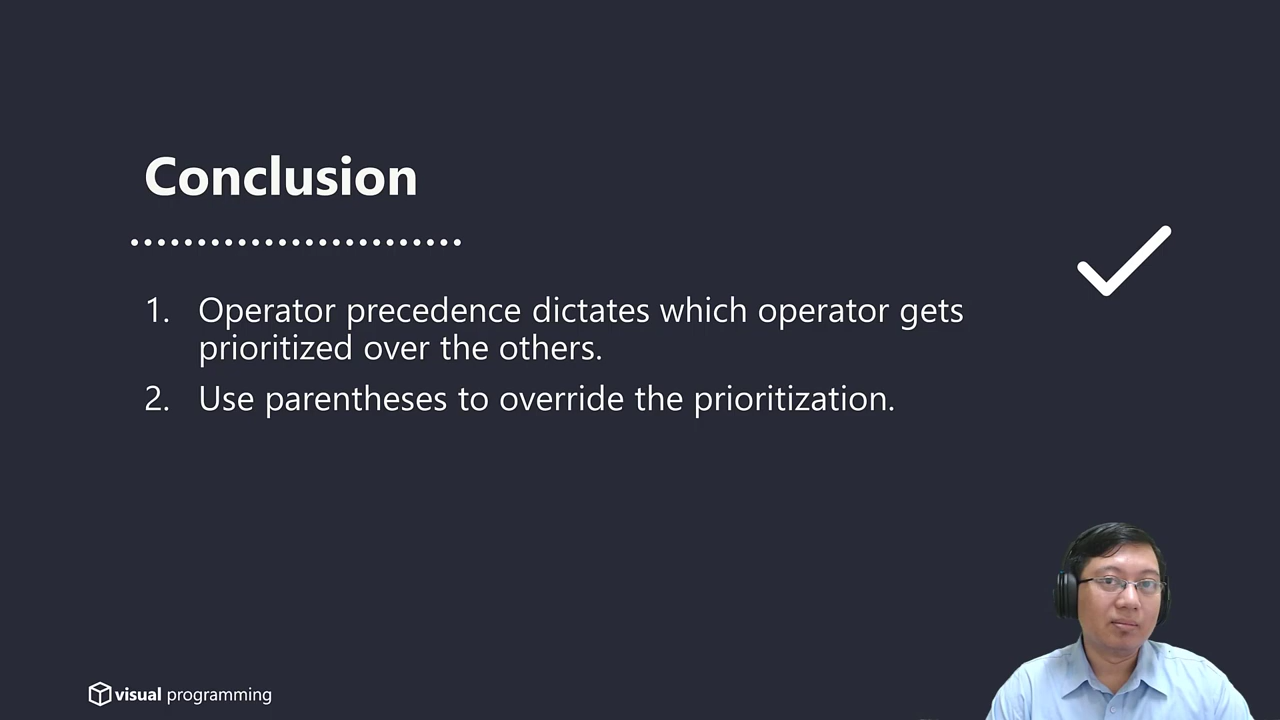 Conclusion
1. Operator precedence dictates which operator gets
prioritized over the others.
2. Use parentheses to override the prioritization.
visual programming